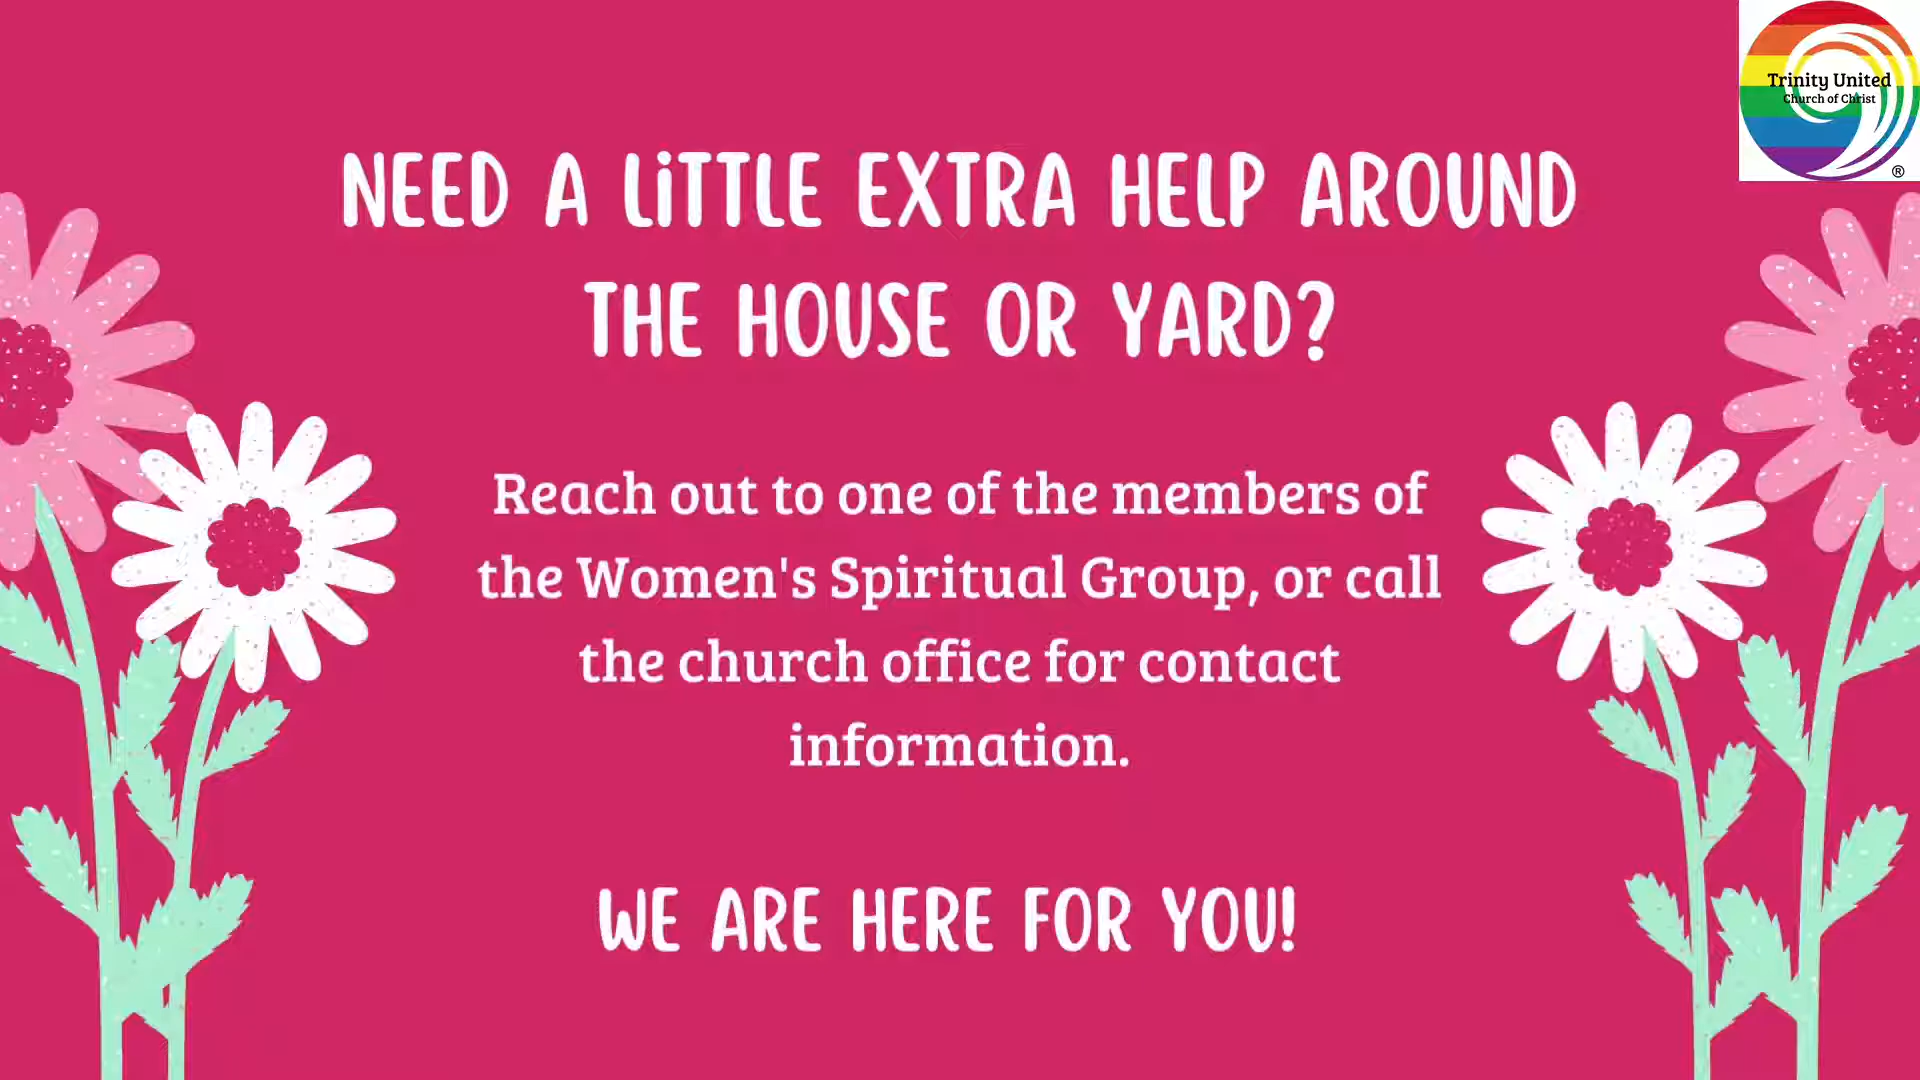 Trinity United
Church of Christ
®
NEED A LiTTLE EXTRA HELP AROUND
THE HOUSE OR YARD?
Reach out to one of the members of
the Women's Spiritual Group, or call
the church office for contact
information.
WE ARE HERE FOR YOU!